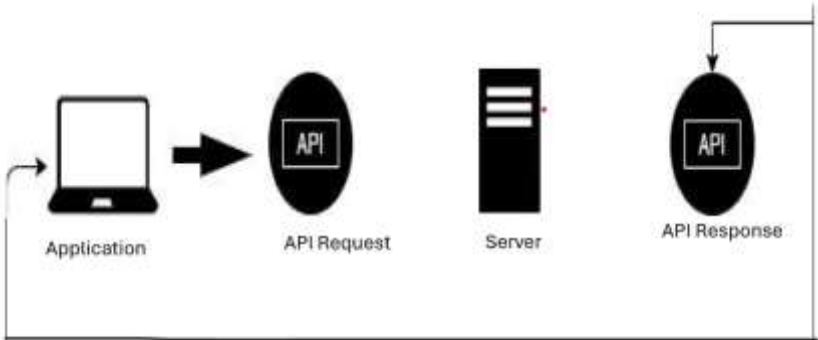 API
API
Application
API Request
Server
API Response